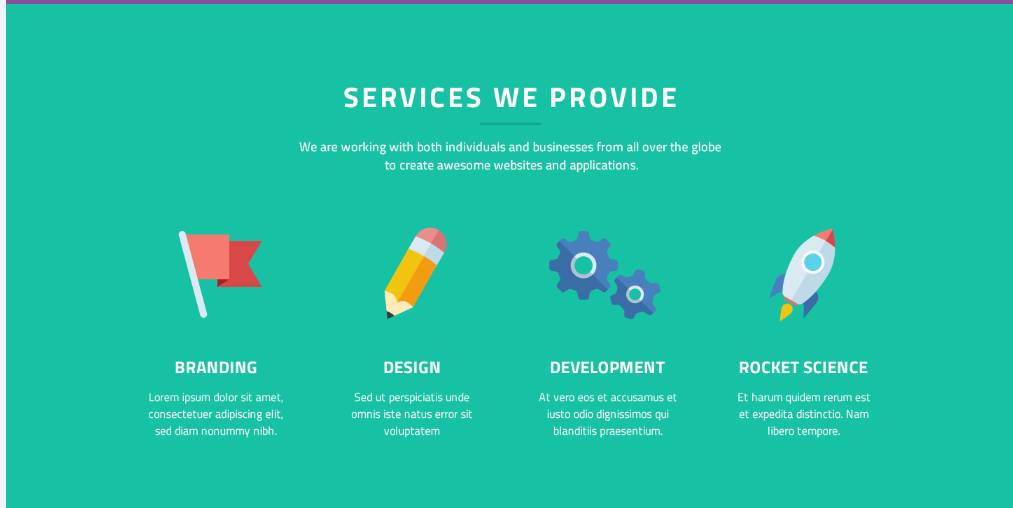 SERVICES WE PROVIDE
We are working with both individuals and businesses from all over the globe
to create awesome websites and applications.
BRANDING
Lorem ipsum dolor sit amet,
consectetuer adipiscing elit,
sed diam nonummy nibh.
DESIGN
Sed ut perspiciatis unde
omnis iste natus error sit
voluptatem
DEVELOPMENT
At vero eos et accusamus et
iusto odio dignissimos qui
blanditiis praesentium.
ROCKET SCIENCE
Et harum quidem rerum est
et expedita distinctio. Nam
libero tempore.